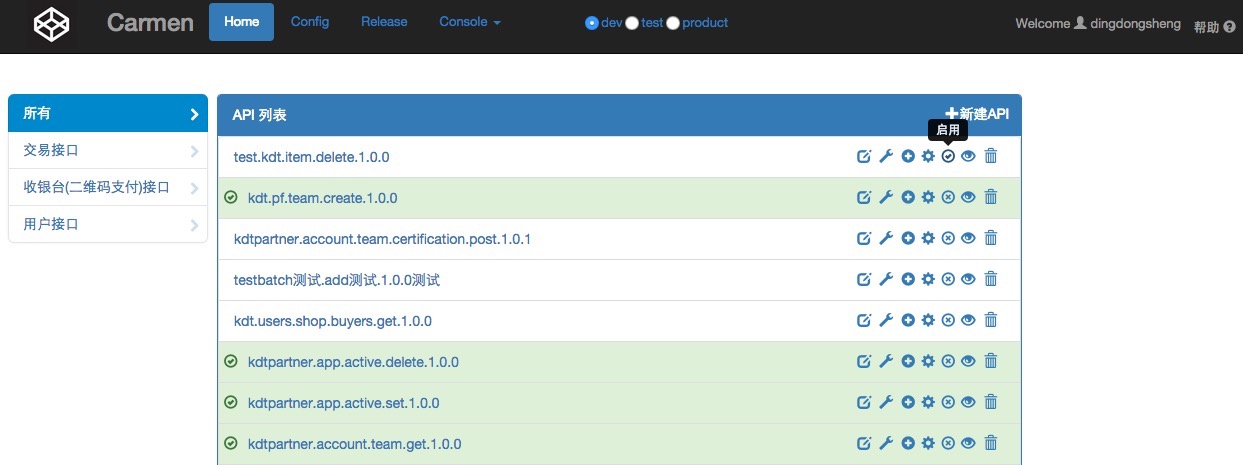 Carmen Home Config Release Console dev test product Welcome dingdongsheng 帮助
所有
交易接口
收银台(二维码支付)接口
用户接口
API 列表 新建API
启用
test.kdt.item.delete.1.0.0
kdt.pf.team.create.1.0.0
kdtpartner.account.team.certification.post.1.0.1
testbatch测试.add测试.1.0.0测试
kdt.users.shop.buyers.get.1.0.0
kdtpartner.app.active.delete.1.0.0
kdtpartner.app.active.set.1.0.0
kdtpartner.account.team.get.1.0.0